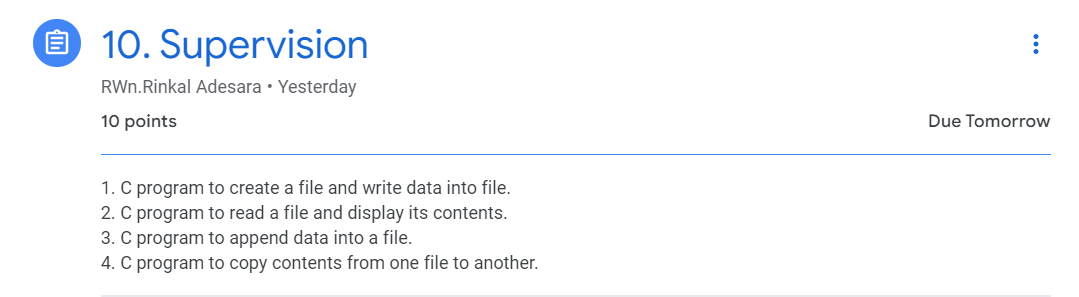 10. Supervision
RWn.Rinkal Adesara • Yesterday
10 points
Due Tomorrow
1. C program to create a file and write data into file.
2. C program to read a file and display its contents.
3. C program to append data into a file.
4. C program to copy contents from one file to another.